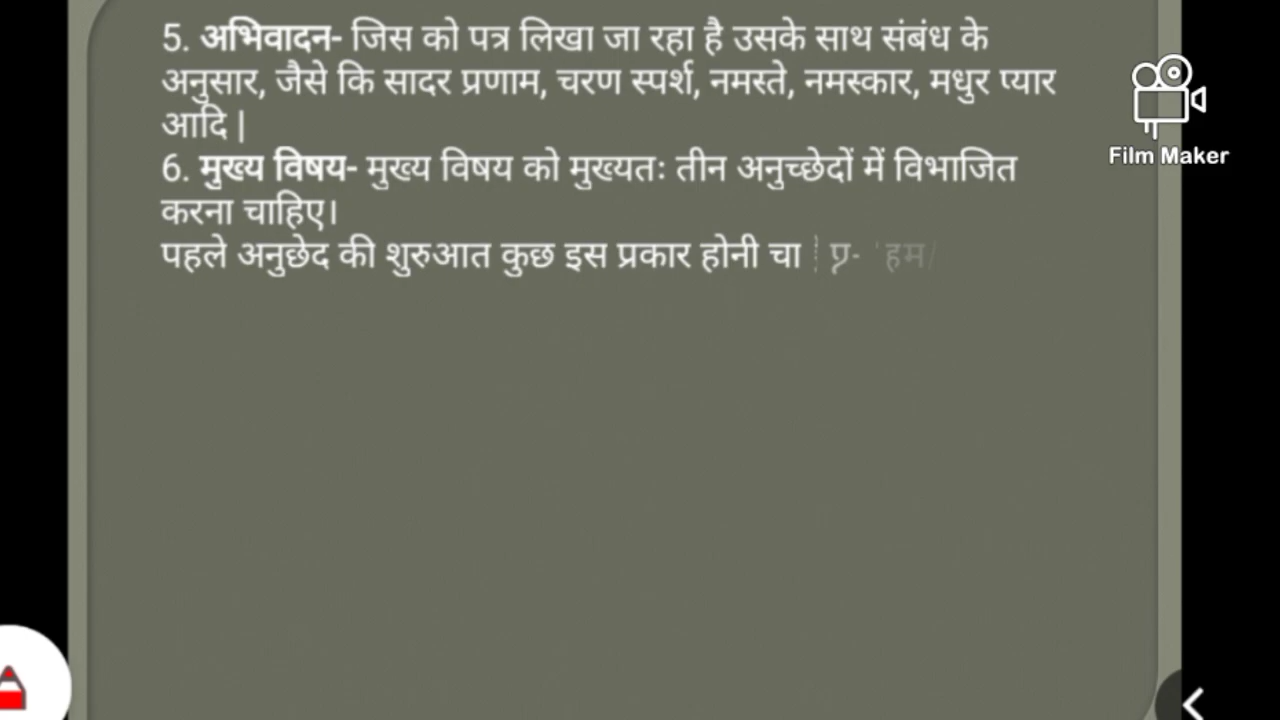 5. अभिवादन- जिस को पत्र लिखा जा रहा है उसके साथ संबंध के
अनुसार, जैसे कि सादर प्रणाम, चरण स्पर्श, नमस्ते, नमस्कार, मधुर प्यार
आदि |
6. मुख्य विषय- मुख्य विषय को मुख्यतः तीन अनुच्छेदों में विभाजित
करना चाहिए।
पहले अनुछेद की शुरुआत कुछ इस प्रकार होनी चा
Film Maker